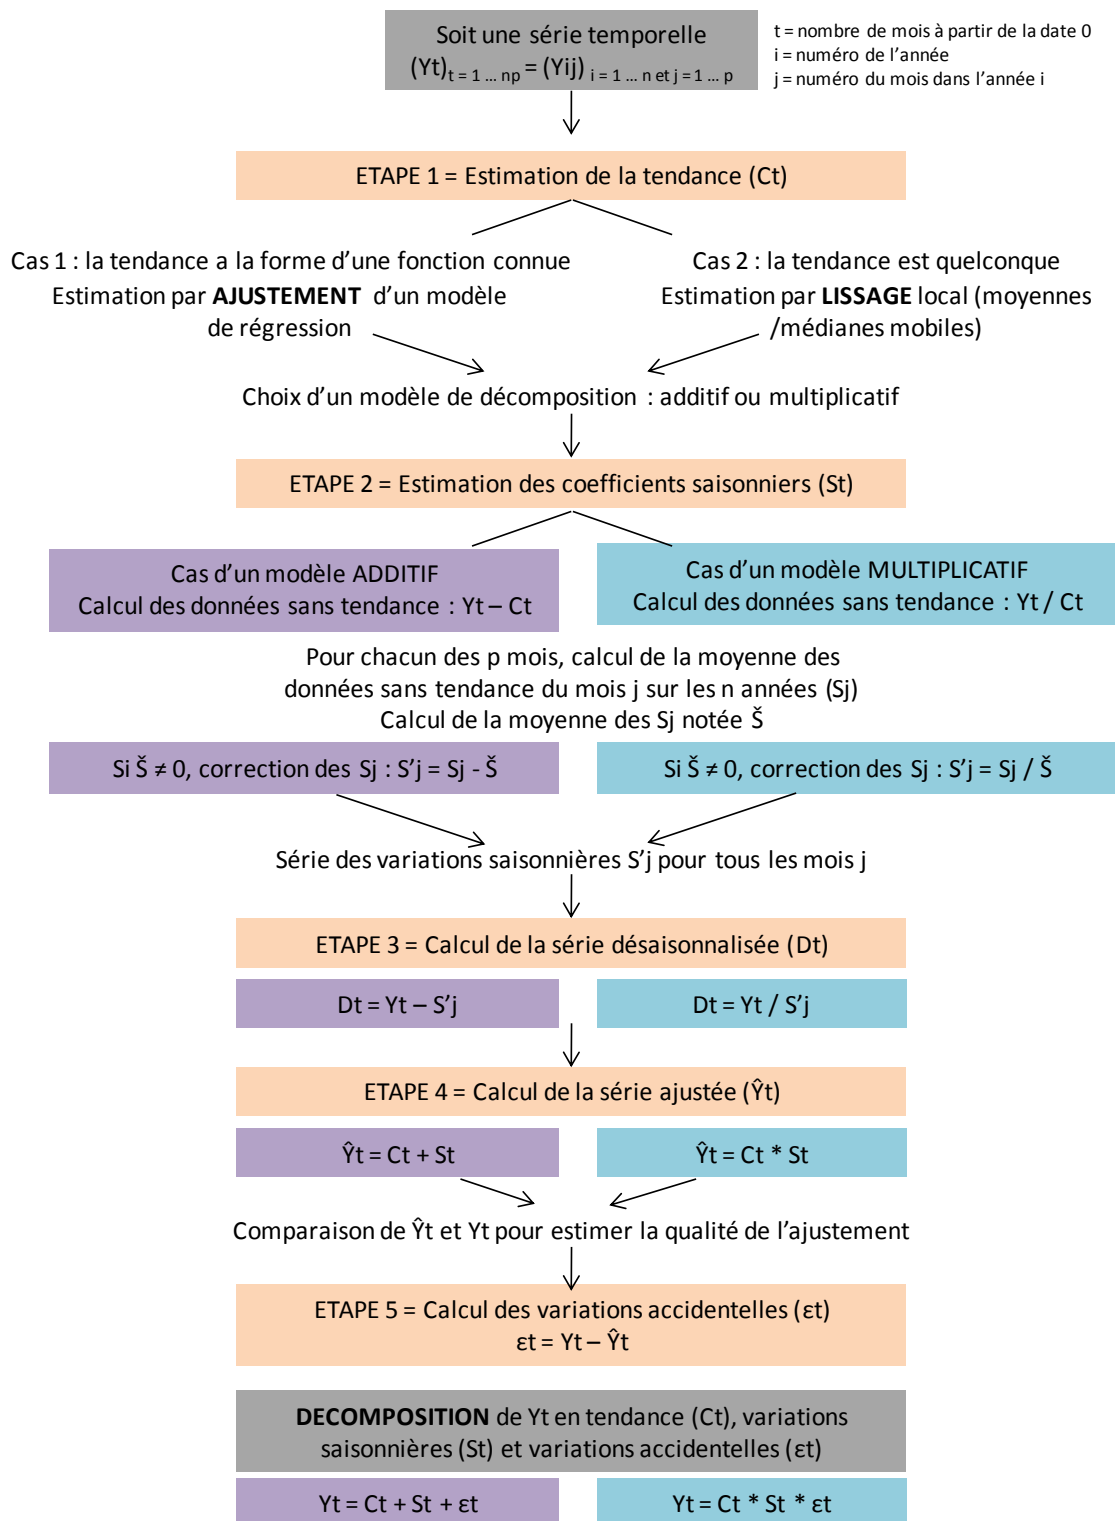 Soit une série temporelle
(Yt) t = 1 ... np = (Yij) i = 1 ... n et j = 1 ... p
t = nombre de mois à partir de la date 0
i = numéro de l'année
j = numéro du mois dans l'année i
ETAPE 1 = Estimation de la tendance (Ct)
Cas 1 : la tendance a la forme d'une fonction connue
Estimation par AJUSTEMENT d'un modèle
de régression
Cas 2 : la tendance est quelconque
Estimation par LISSAGE local (moyennes
/médianes mobiles)
Choix d'un modèle de décomposition : additif ou multiplicatif
ETAPE 2 = Estimation des coefficients saisonniers (St)
Cas d'un modèle ADDITIF
Calcul des données sans tendance : Yt – Ct
Cas d'un modèle MULTIPLICATIF
Calcul des données sans tendance : Yt / Ct
Pour chacun des p mois, calcul de la moyenne des
données sans tendance du mois j sur les n années (Sj)
Calcul de la moyenne des Sj notée Š
Si Š ≠ 0, correction des Sj : S'j = Sj - Š
Si Š ≠ 0, correction des Sj : S'j = Sj / Š
Série des variations saisonnières S'j pour tous les mois j
ETAPE 3 = Calcul de la série désaisonnalisée (Dt)
Dt = Yt – S'j
Dt = Yt / S'j
ETAPE 4 = Calcul de la série ajustée (Ŷt)
Ŷt = Ct + St
Ŷt = Ct * St
Comparaison de Ŷt et Yt pour estimer la qualité de l'ajustement
ETAPE 5 = Calcul des variations accidentelles (εt)
εt = Yt – Ŷt
DECOMPOSITION de Yt en tendance (Ct), variations
saisonnières (St) et variations accidentelles (εt)
Yt = Ct + St + εt
Yt = Ct * St * εt